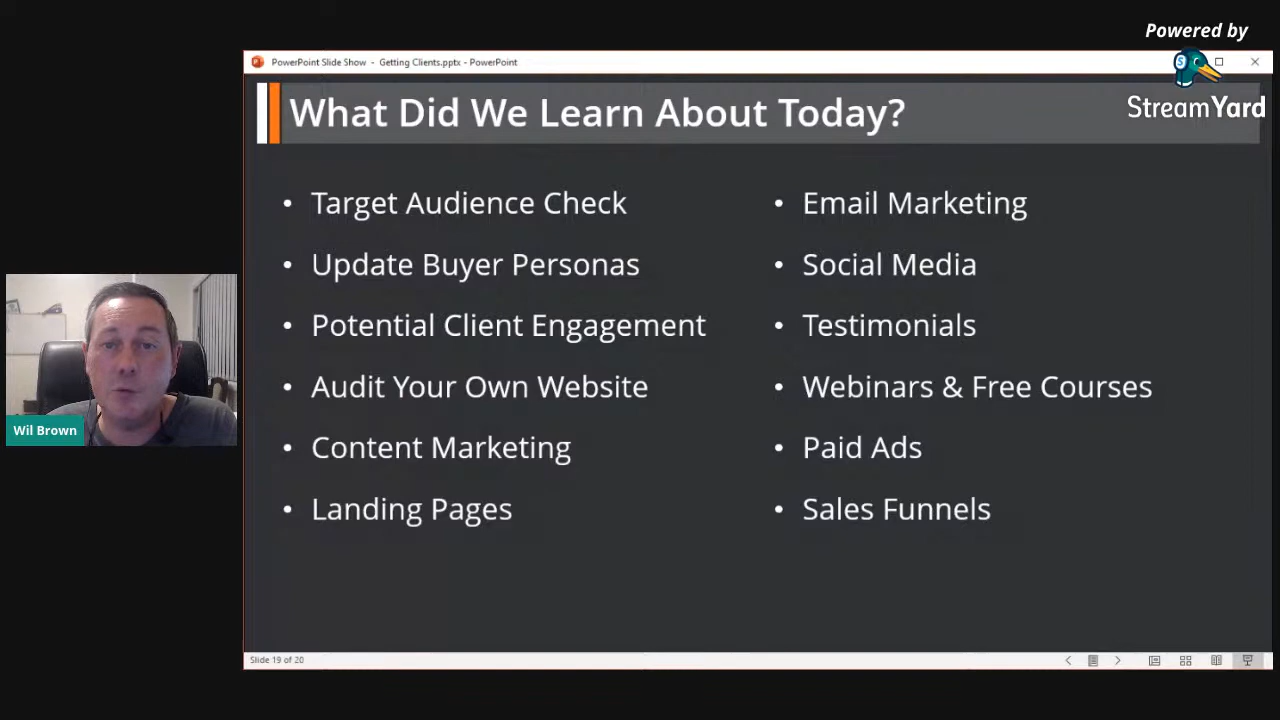 Powered by
StreamYard
PowerPoint Slide Show - Getting Clients.pptx - PowerPoint
What Did We Learn About Today?
• Target Audience Check
• Update Buyer Personas
• Potential Client Engagement
• Audit Your Own Website
• Content Marketing
• Landing Pages
• Email Marketing
• Social Media
• Testimonials
• Webinars & Free Courses
• Paid Ads
• Sales Funnels
Wil Brown
Slide 19 of 20